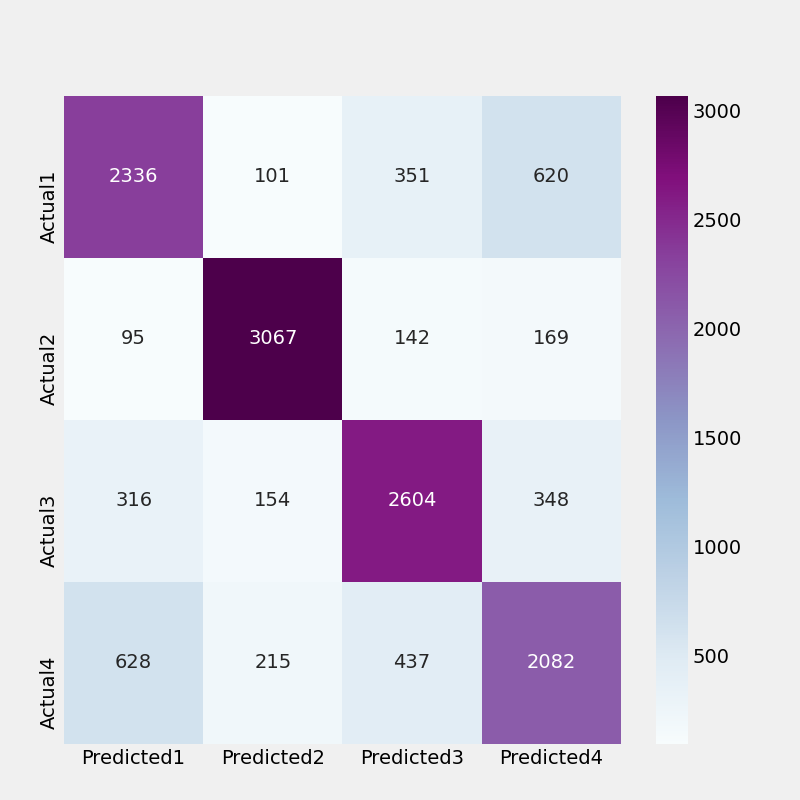 Actual1 2336 101 351 620
Actual2 95 3067 142 169
Actual3 316 154 2604 348
Actual4 628 215 437 2082
Predicted1 Predicted2 Predicted3 Predicted4
3000
2500
2000
1500
1000
500